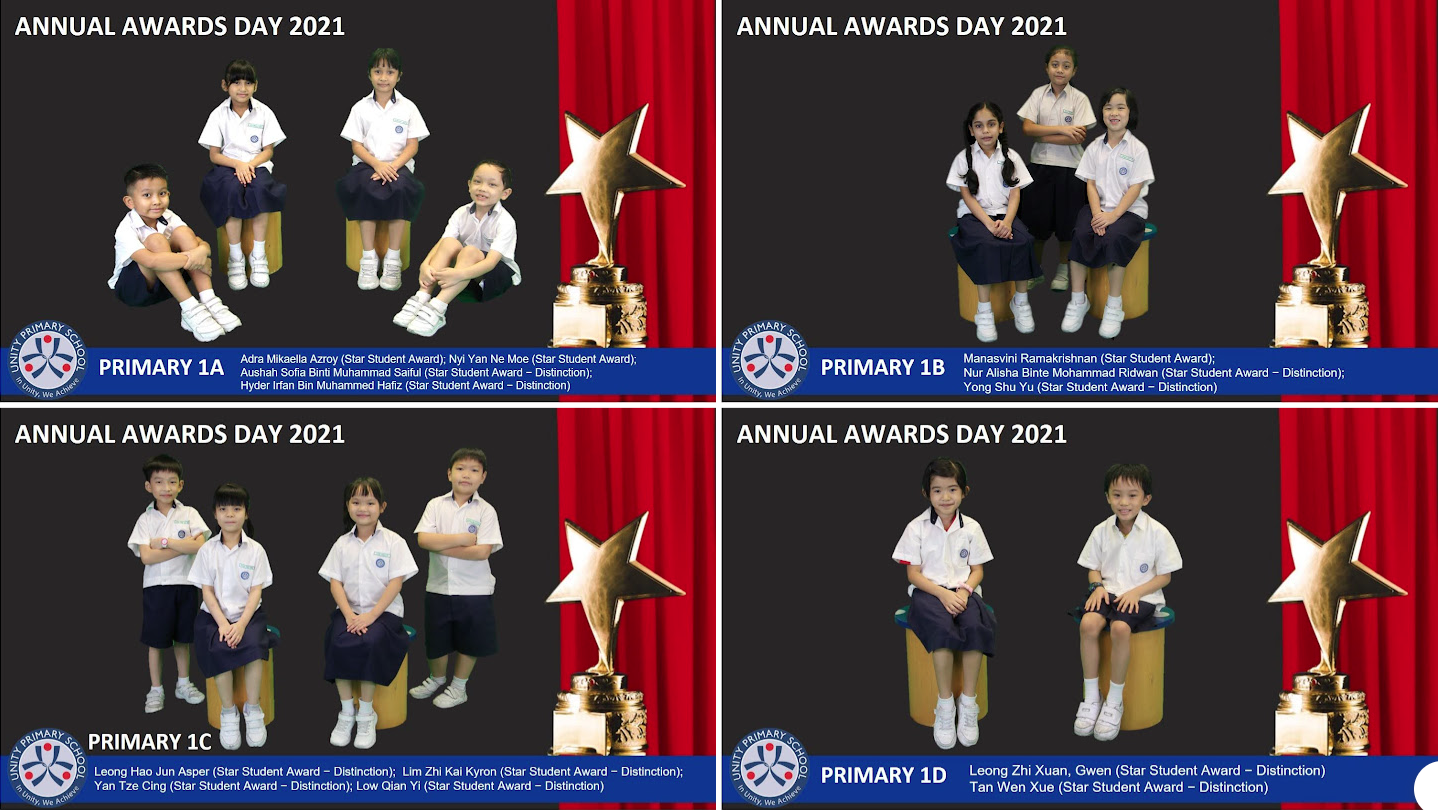 ANNUAL AWARDS DAY 2021
UNITY PRIMARY SCHOOL
In Unity, We Achieve
PRIMARY 1A
Adra Mikaella Azroy (Star Student Award); Nyi Yan Ne Moe (Star Student Award);
Aushah Sofia Binti Muhammad Saiful (Star Student Award – Distinction);
Hyder Irfan Bin Muhammed Hafiz (Star Student Award – Distinction)
ANNUAL AWARDS DAY 2021
UNITY PRIMARY SCHOOL
In Unity, We Achieve
PRIMARY 1B
Manasvini Ramakrishnan (Star Student Award);
Nur Alisha Binte Mohammad Ridwan (Star Student Award – Distinction);
Yong Shu Yu (Star Student Award – Distinction)
ANNUAL AWARDS DAY 2021
UNITY PRIMARY SCHOOL
In Unity, We Achieve
PRIMARY 1C
Leong Hao Jun Asper (Star Student Award – Distinction); Lim Zhi Kai Kyron (Star Student Award – Distinction);
Yan Tze Cing (Star Student Award – Distinction); Low Qian Yi (Star Student Award – Distinction)
ANNUAL AWARDS DAY 2021
UNITY PRIMARY SCHOOL
In Unity, We Achieve
PRIMARY 1D
Leong Zhi Xuan, Gwen (Star Student Award – Distinction)
Tan Wen Xue (Star Student Award – Distinction)